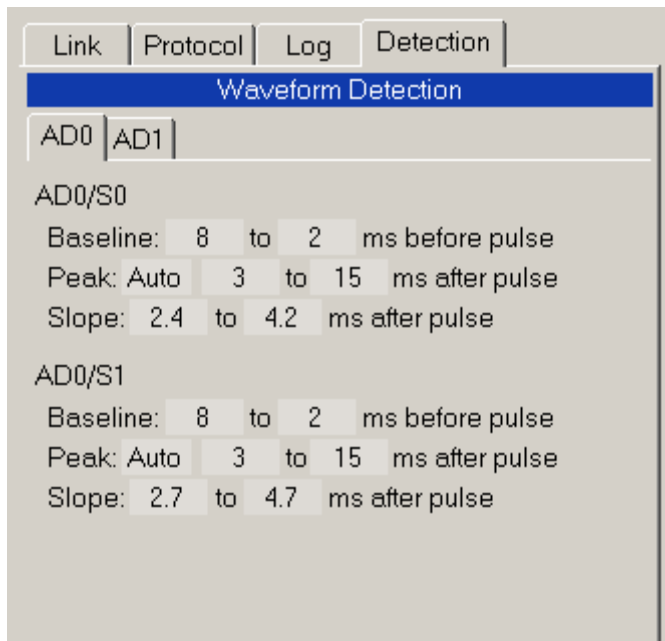 Link Protocol Log Detection
Waveform Detection
AD0 AD1
AD0/S0
Baseline: 8 to 2 ms before pulse
Peak: Auto 3 to 15 ms after pulse
Slope: 2.4 to 4.2 ms after pulse
AD0/S1
Baseline: 8 to 2 ms before pulse
Peak: Auto 3 to 15 ms after pulse
Slope: 2.7 to 4.7 ms after pulse